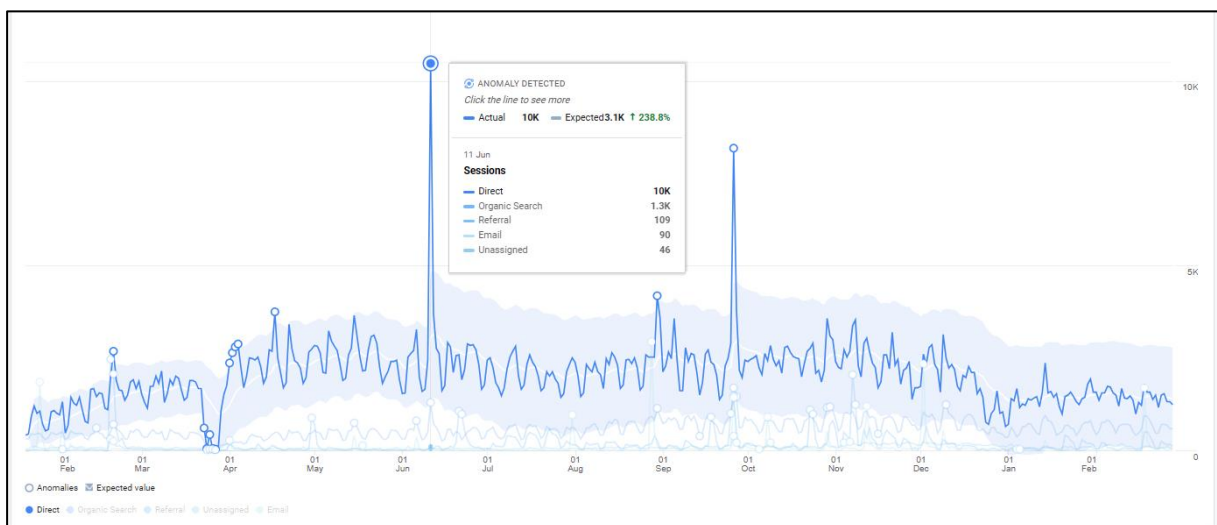 ANOMALY DETECTED
Click the line to see more
Actual 10K Expected3.1K ↑ 238.8%
11 Jun
Sessions
Direct 10K
Organic Search 1.3K
Referral 109
Email 90
Unassigned 46
10K
5K
0
01 01 01 01 01 01 01 01 01 01 01 01 01
Feb Mar Apr May Jun Jul Aug Sep Oct Nov Dec Jan Feb
Anomalies Expected value
Direct Organic Search Referral Unassigned Email